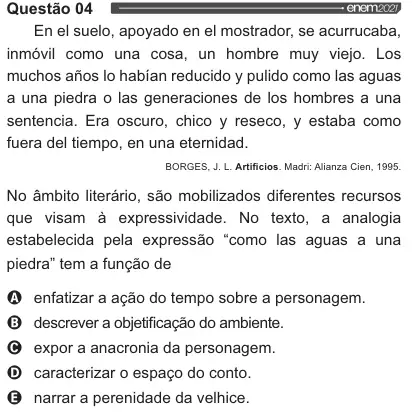 Questão 04 enem2021
En el suelo, apoyado en el mostrador, se acurrucaba,
inmóvil como una cosa, un hombre muy viejo. Los
muchos años lo habían reducido y pulido como las aguas
a una piedra o las generaciones de los hombres a una
sentencia. Era oscuro, chico y reseco, y estaba como
fuera del tiempo, en una eternidad.
BORGES, J. L. Artificios. Madri: Alianza Cien, 1995.
No âmbito literário, são mobilizados diferentes recursos
que visam à expressividade. No texto, a analogia
estabelecida pela expressão “como las aguas a una
piedra” tem a função de
A enfatizar a ação do tempo sobre a personagem.
B descrever a objetificação do ambiente.
C expor a anacronia da personagem.
D caracterizar o espaço do conto.
E narrar a perenidade da velhice.